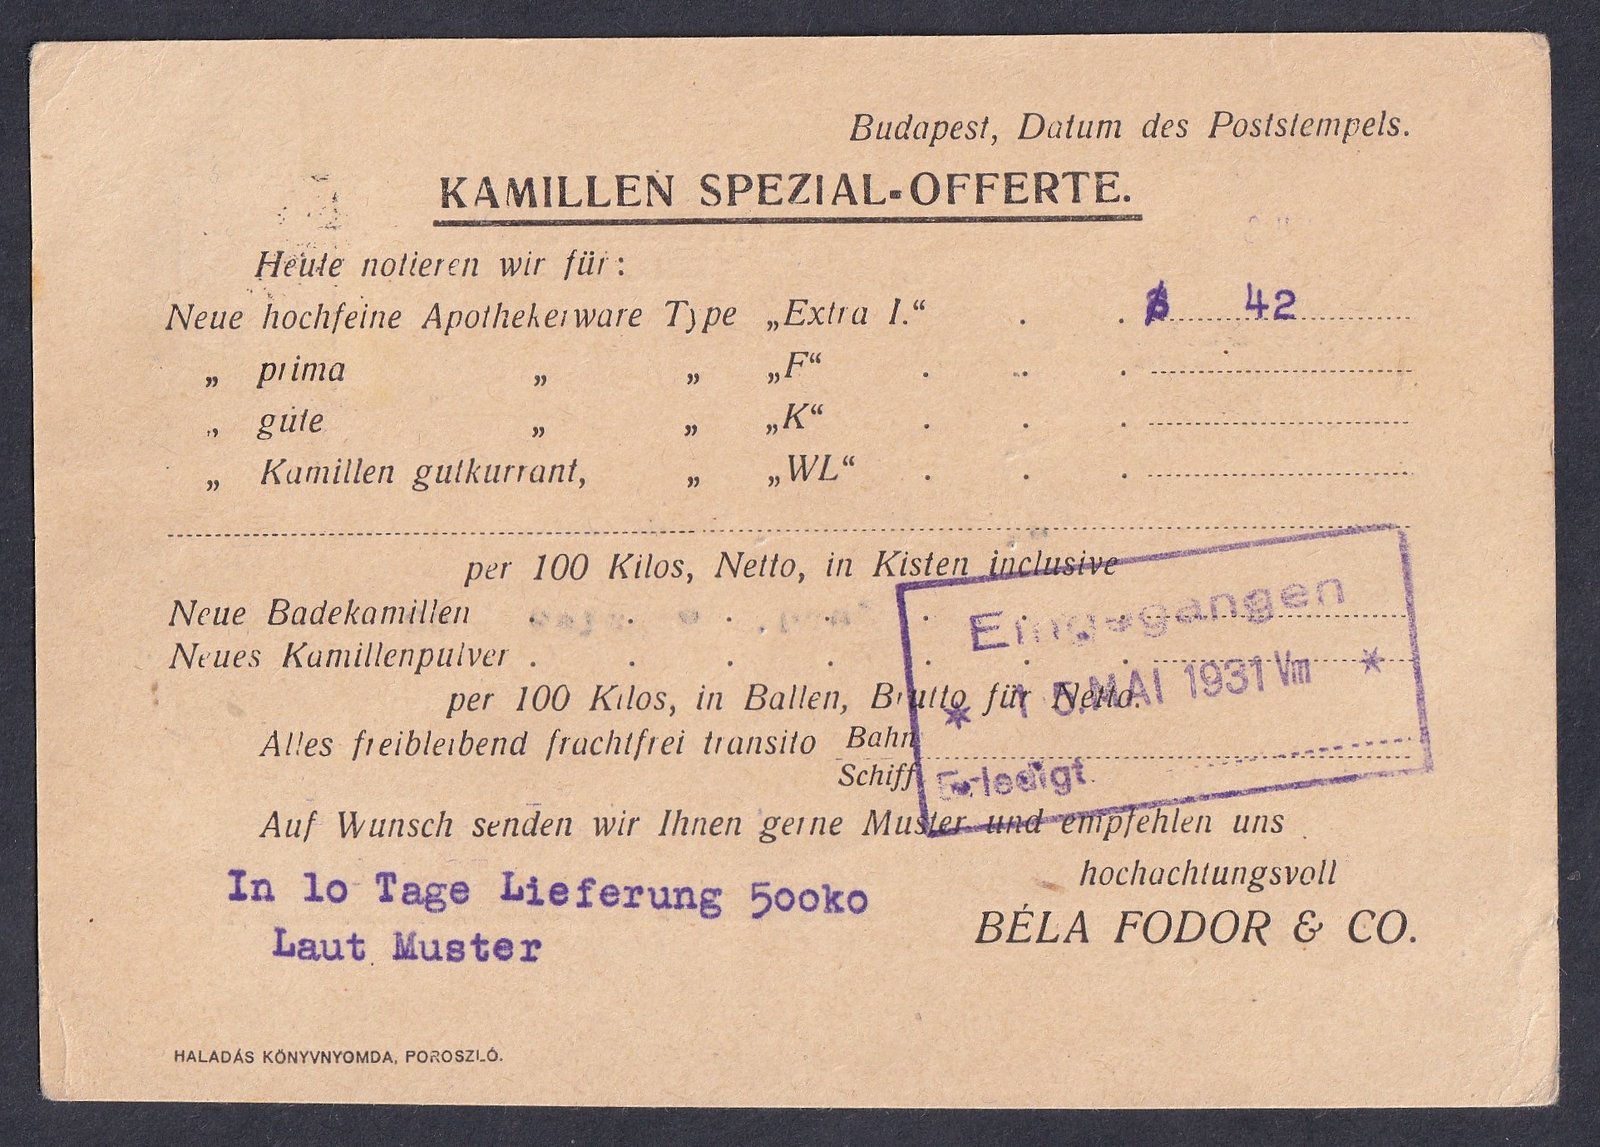 Budapest, Datum des Poststempels.
KAMILLEN SPEZIAL-OFFERTE.
Heute notieren wir für:
Neue hochfeine Apothekerware Type „Extra I.“ . . $ 42
„ prima „ „ „F“ . . .
„ gute „ „ „K“ . . .
„ Kamillen gutkurrant, „ „WL“ . . .
per 100 Kilos, Netto, in Kisten inclusive
Neue Badekamillen
Neues Kamillenpulver
per 100 Kilos, in Ballen, Brutto für Netto.
Alles freibleibend frachtfrei transito Bahn
Schiff
Eingegangen
* 15.MAI 1931 Vm *
Erledigt
Auf Wunsch senden wir Ihnen gerne Muster und empfehlen uns
hochachtungsvoll
BÉLA FODOR & CO.
In lo Tage Lieferung 5ooko
Laut Muster
HALADÁS KÖNYVNYOMDA, POROSZLÓ.